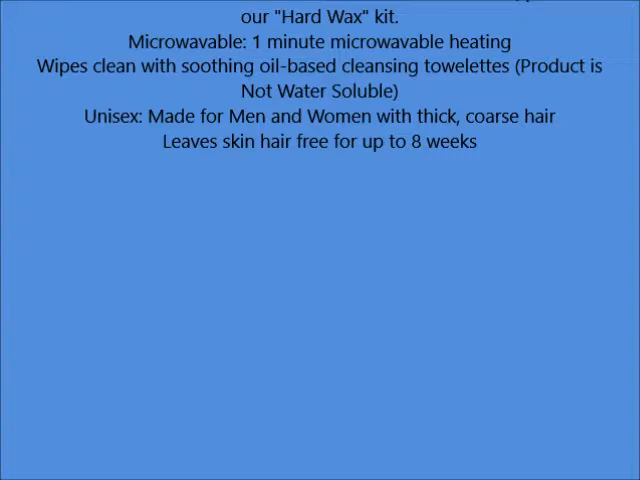 our "Hard Wax" kit.
Microwavable: 1 minute microwavable heating
Wipes clean with soothing oil-based cleansing towelettes (Product is
Not Water Soluble)
Unisex: Made for Men and Women with thick, coarse hair
Leaves skin hair free for up to 8 weeks